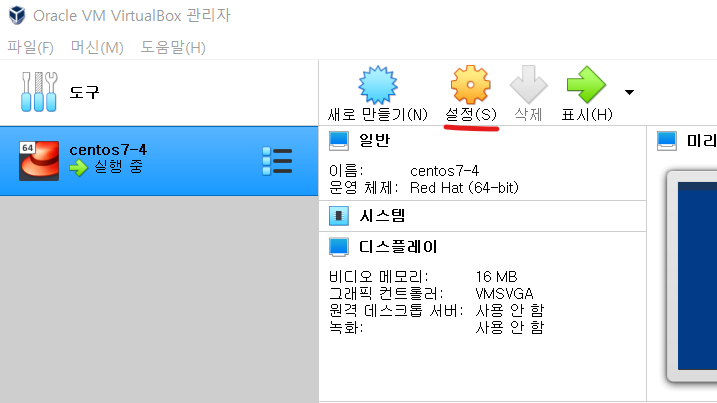 Oracle VM VirtualBox 관리자
파일(F) 머신(M) 도움말(H)
도구
새로 만들기(N) 설정(S) 삭제 표시(H)
64
centos7-4
실행 중
일반
이름: centos7-4
운영 체제: Red Hat (64-bit)
시스템
디스플레이
비디오 메모리: 16 MB
그래픽 컨트롤러: VMSVGA
원격 데스크톱 서버: 사용 안 함
녹화: 사용 안 함
미리